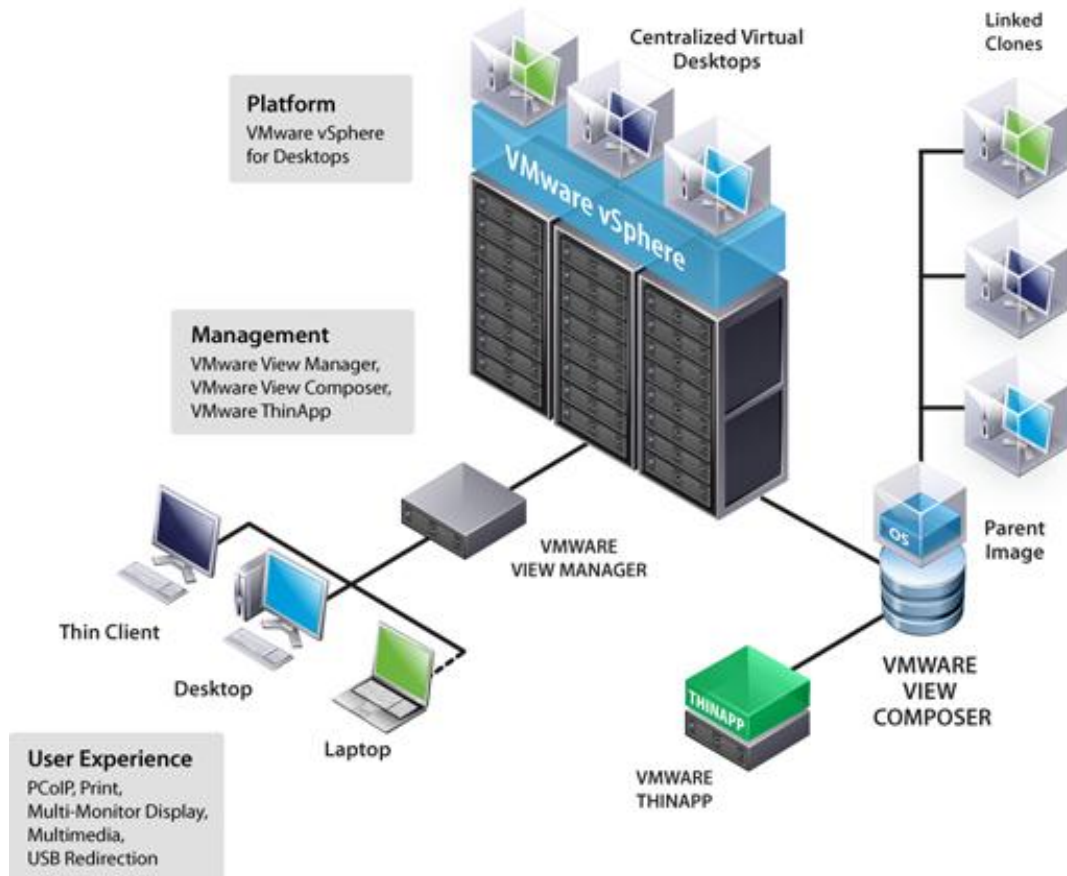 Centralized Virtual
Desktops
Linked
Clones
Platform
VMware vSphere
for Desktops
VMware vSphere
Management
VMware View Manager,
VMware View Composer,
VMware ThinApp
VMWARE
VIEW MANAGER
OS
Parent
Image
Thin Client
Desktop
Laptop
THINAPP
VMWARE
THINAPP
VMWARE
VIEW
COMPOSER
User Experience
PCoIP, Print,
Multi-Monitor Display,
Multimedia,
USB Redirection